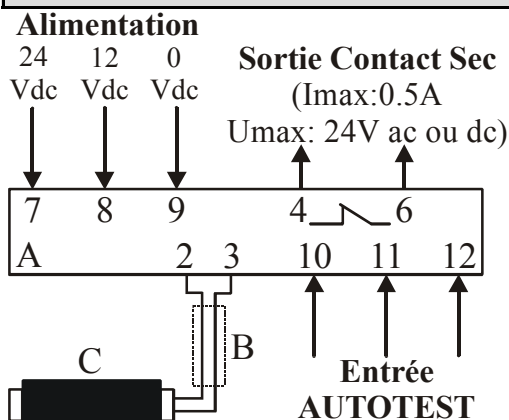 Alimentation
24 12 0
Vdc Vdc Vdc
Sortie Contact Sec
(Imax:0.5A
Umax: 24V ac ou dc)
7 8 9 4 6
A 2 3 10 11 12
B
C
Entrée
AUTOTEST